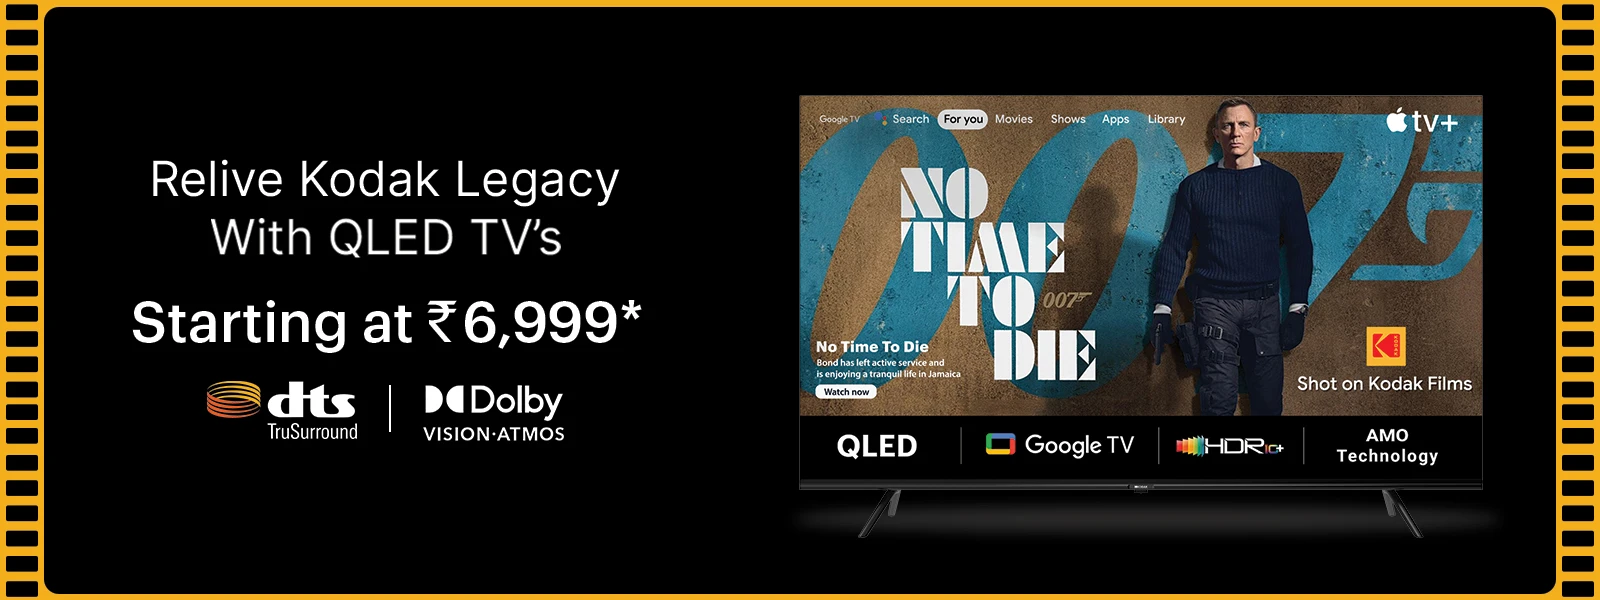 Relive Kodak Legacy
With QLED TV's
Starting at ₹6,999*
dts
TruSurround
Dolby
VISION·ATMOS
Google TV Search For you Movies Shows Apps Library
tv+
007
NO
TIME
TO
DIE
007
No Time To Die
Bond has left active service and
is enjoying a tranquil life in Jamaica
Watch now
KODAK
Shot on Kodak Films
QLED
Google TV
HDR10+
AMO
Technology